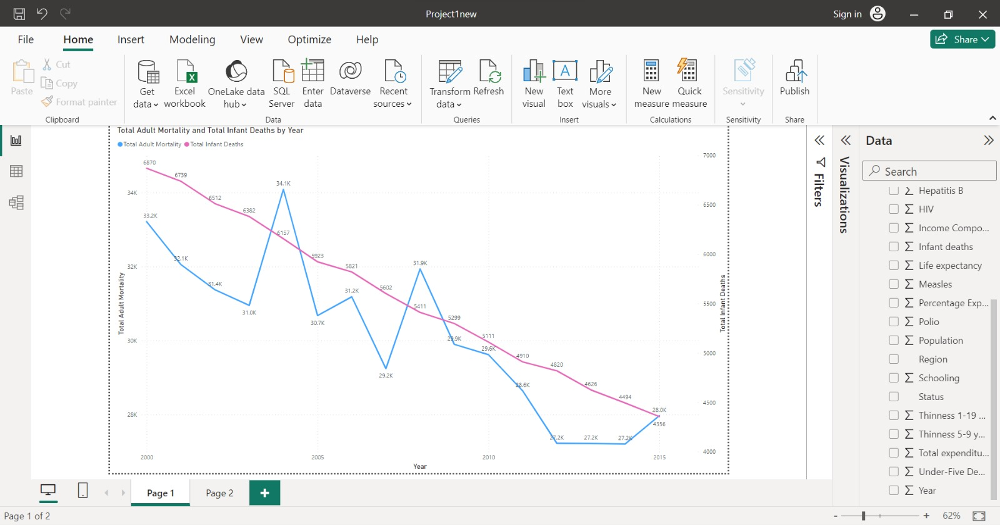 Project1new
Sign in
File Home Insert Modeling View Optimize Help
Share
Paste
Cut
Copy
Format painter
Clipboard
Get data
Excel workbook
OneLake data hub
SQL Server
Enter data
Dataverse
Recent sources
Data
Transform data
Refresh
Queries
New visual
A
Text box
More visuals
Insert
New measure
Quick measure
Calculations
Sensitivity
Sensitivity
Publish
Share
Total Adult Mortality and Total Infant Deaths by Year
Total Adult Mortality Total Infant Deaths
Total Adult Mortality
34K
32K
30K
28K
6870
6739
6512
6382
6157
5923
5821
5602
5411
5299
5111
4910
4820
4626
4494
4356
33.2K
32.1K
31.4K
31.0K
34.1K
30.7K
31.2K
29.2K
31.9K
29.9K
29.6K
28.6K
27.2K
27.2K
27.2K
28.0K
7000
6500
6000
5500
5000
4500
4000
Total Infant Deaths
2000 2005 2010 2015
Year
Filters
Visualizations
Data
Search
Hepatitis B
HIV
Income Compo...
Infant deaths
Life expectancy
Measles
Percentage Exp...
Polio
Population
Region
Schooling
Status
Thinness 1-19 ...
Thinness 5-9 y...
Total expenditu...
Under-Five De...
Year
Page 1 Page 2
Page 1 of 2
62%